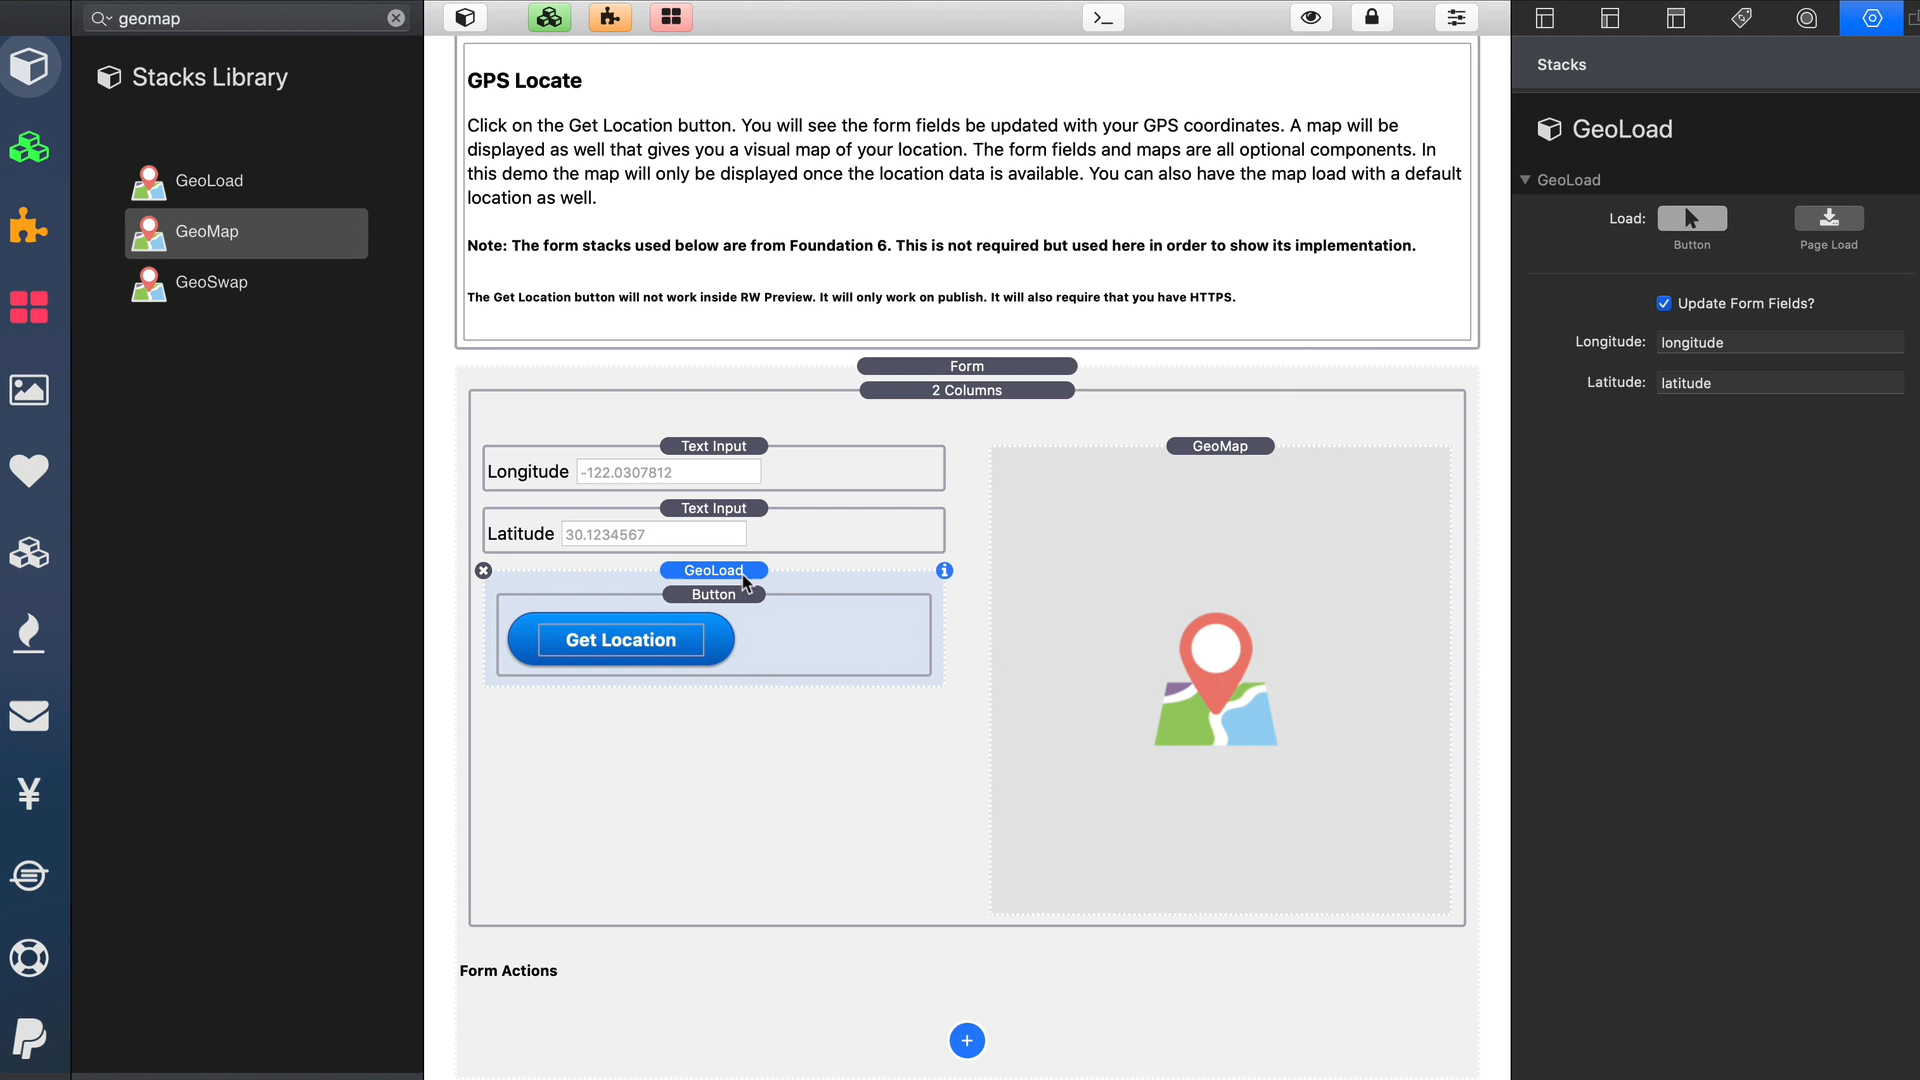 geomap
Stacks Library
GeoLoad
GeoMap
GeoSwap
GPS Locate
Click on the Get Location button. You will see the form fields be updated with your GPS coordinates. A map will be
displayed as well that gives you a visual map of your location. The form fields and maps are all optional components. In
this demo the map will only be displayed once the location data is available. You can also have the map load with a default
location as well.
Note: The form stacks used below are from Foundation 6. This is not required but used here in order to show its implementation.
The Get Location button will not work inside RW Preview. It will only work on publish. It will also require that you have HTTPS.
Form
2 Columns
Text Input
Longitude -122.0307812
Text Input
Latitude 30.1234567
GeoLoad
Button
Get Location
GeoMap
Form Actions
Stacks
GeoLoad
GeoLoad
Load:
Button
Page Load
Update Form Fields?
Longitude: longitude
Latitude: latitude